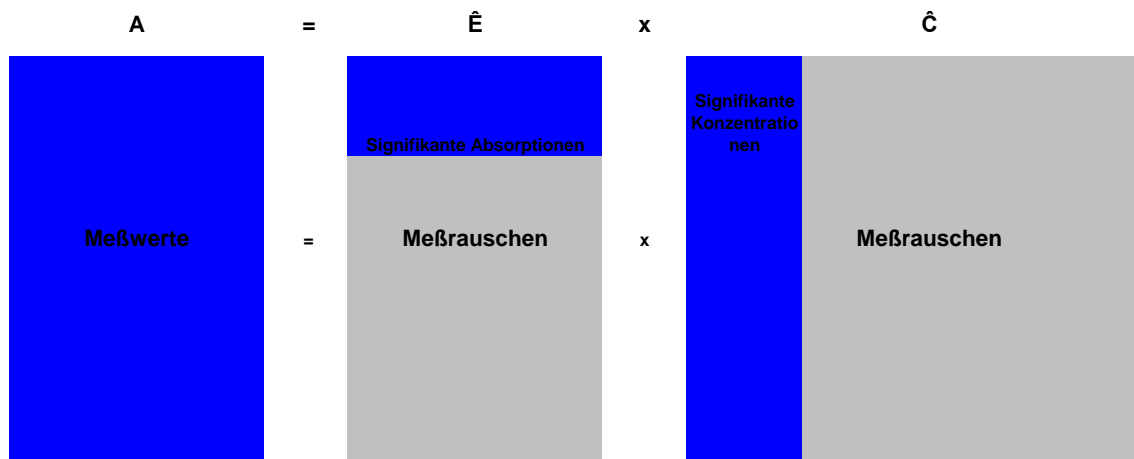 A = Ê x Ĉ
Signifikante
Konzentratio
nen
Signifikante Absorptionen
Meßwerte = Meßrauschen x Meßrauschen